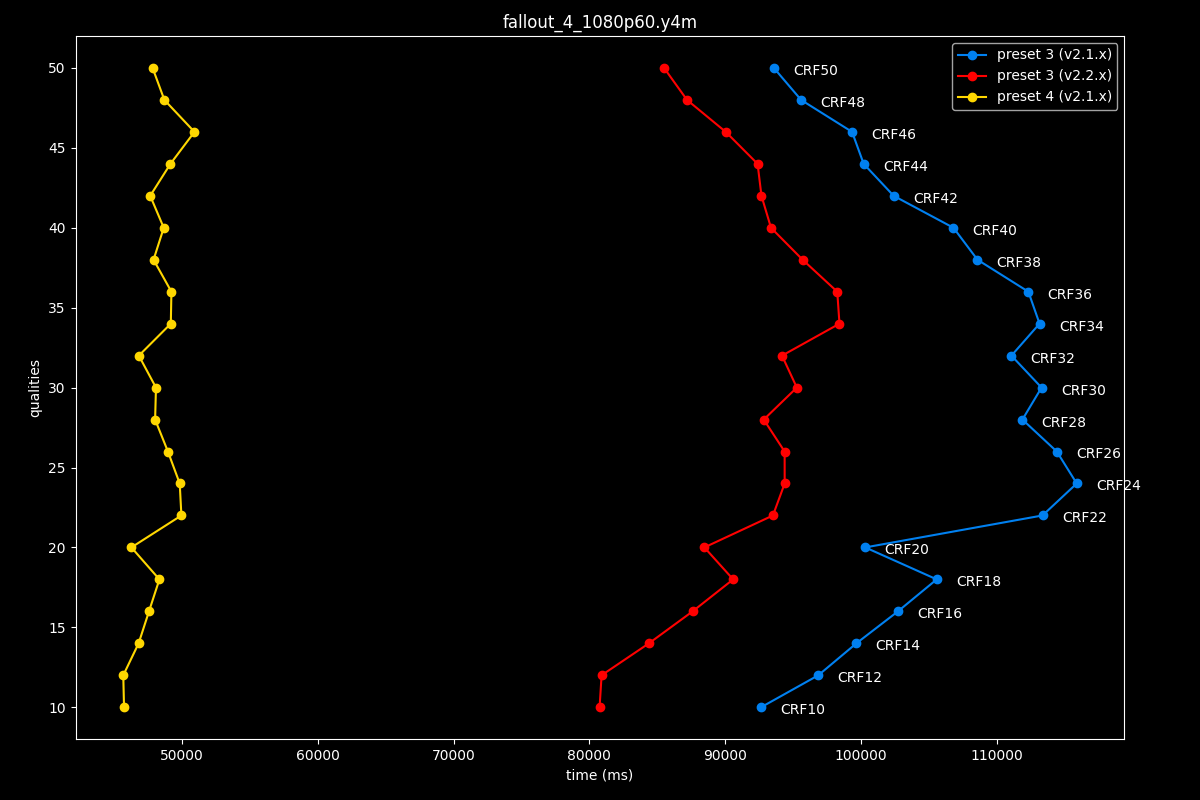 fallout_4_1080p60.y4m
preset 3 (v2.1.x)
preset 3 (v2.2.x)
preset 4 (v2.1.x)
qualities
50
45
40
35
30
25
20
15
10
CRF50
CRF48
CRF46
CRF44
CRF42
CRF40
CRF38
CRF36
CRF34
CRF32
CRF30
CRF28
CRF26
CRF24
CRF22
CRF20
CRF18
CRF16
CRF14
CRF12
CRF10
50000 60000 70000 80000 90000 100000 110000
time (ms)